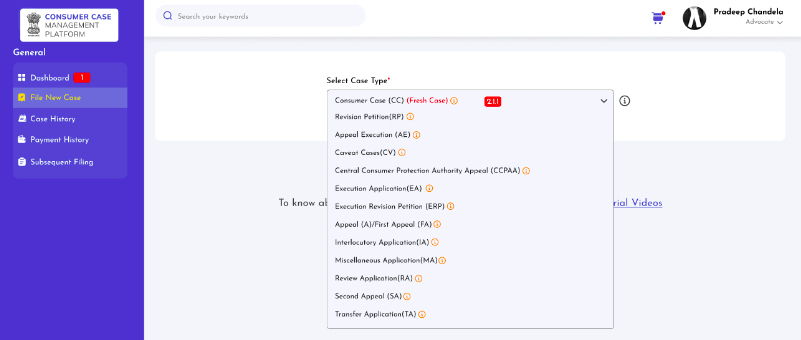 CONSUMER CASE
MANAGEMENT
PLATFORM
Search your keywords
Pradeep Chandela
Advocate
General
Dashboard 1
File New Case
Case History
Payment History
Subsequent Filing
Select Case Type*
Consumer Case (CC) (Fresh Case) 2.1.1
Revision Petition(RP)
Appeal Execution (AE)
Caveat Cases(CV)
Central Consumer Protection Authority Appeal (CCPAA)
Execution Application(EA)
Execution Revision Petition (ERP)
Appeal (A)/First Appeal (FA)
Interlocutory Application(IA)
Miscellaneous Application(MA)
Review Application(RA)
Second Appeal (SA)
Transfer Application(TA)
To know ab
rial Videos